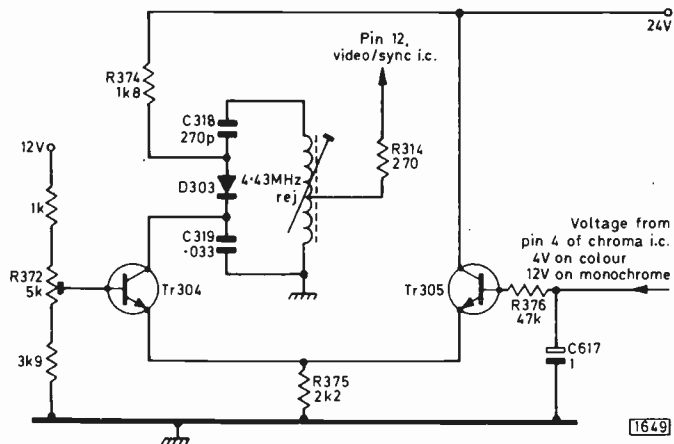 24V
Pin 12,
video/sync i.c.
R374
1k8
C318
270p
R314
270
12V
D303
4·43MHz
rej
1k
C319
·033
Voltage from
pin 4 of chroma i.c.
4V on colour
12V on monochrome
R372
5k
Tr304
Tr305
R376
47k
3k9
R375
2k2
C617
1
1649